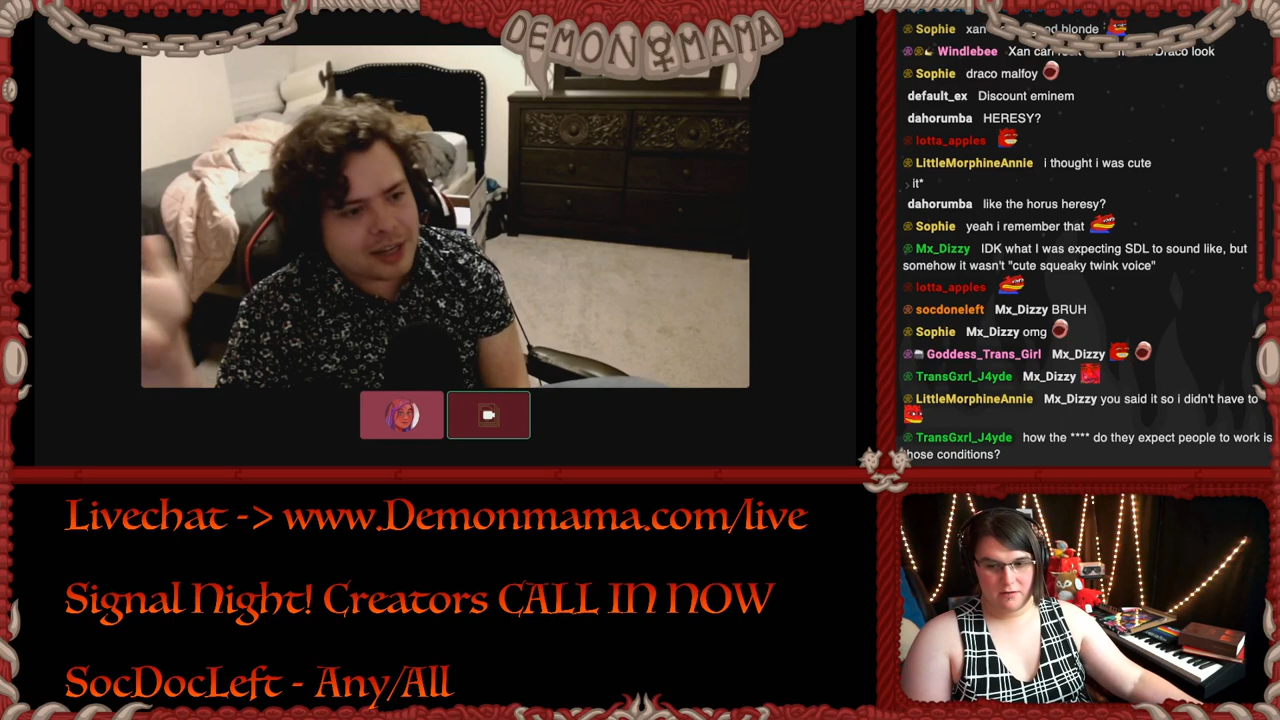 DEMON MAMA
Sophie xan blonde
Windlebee Xan can Draco look
Sophie draco malfoy
default_ex Discount eminem
dahorumba HERESY?
lotta_apples
LittleMorphineAnnie i thought i was cute
it*
dahorumba like the horus heresy?
Sophie yeah i remember that
Mx_Dizzy IDK what I was expecting SDL to sound like, but
somehow it wasn't "cute squeaky twink voice"
lotta_apples
socdoneleft Mx_Dizzy BRUH
Sophie Mx_Dizzy omg
Goddess_Trans_Girl Mx_Dizzy
TransGxrl_J4yde Mx_Dizzy
LittleMorphineAnnie Mx_Dizzy you said it so i didn't have to
TransGxrl_J4yde how the **** do they expect people to work is
hose conditions?
Livechat -> www.Demonmama.com/live
Signal Night! Creators CALL IN NOW
SocDocLeft - Any/All